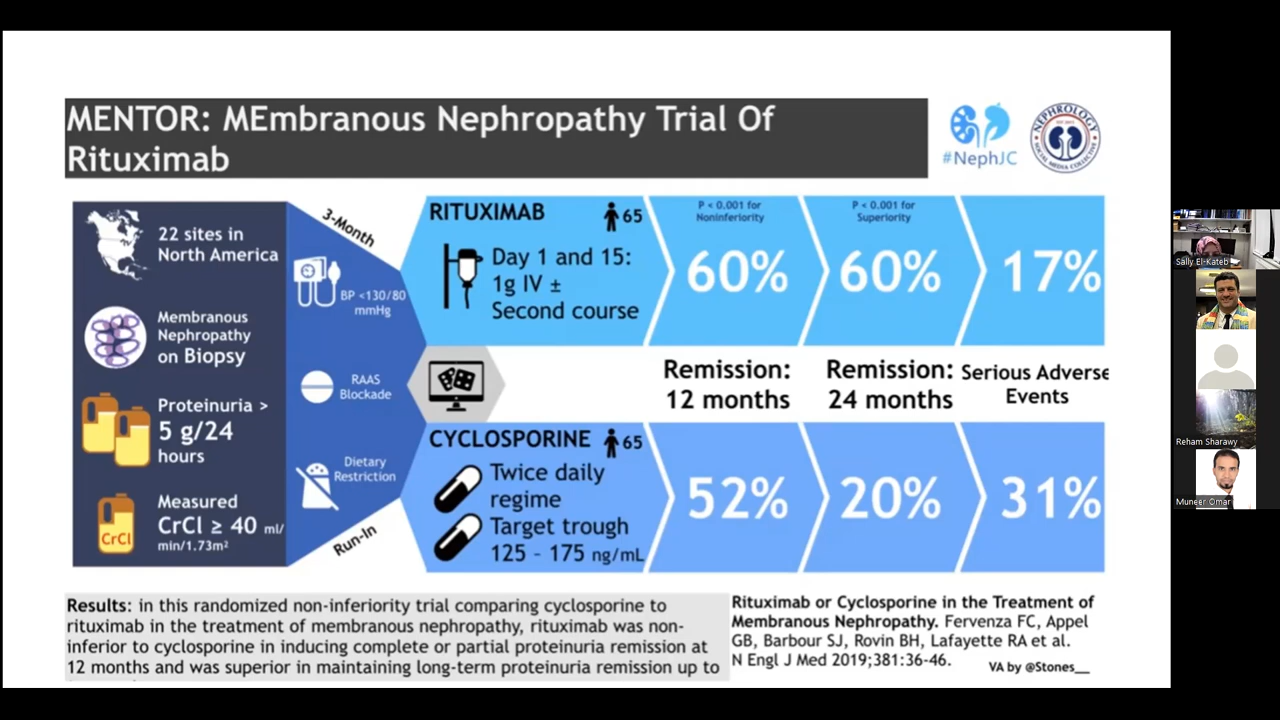 MENTOR: MEmbranous Nephropathy Trial Of
Rituximab
#NephJC
NEPHROLOGY
SOCIAL MEDIA COLLECTIVE
22 sites in
North America
Membranous
Nephropathy
on Biopsy
Proteinuria >
5 g/24
hours
Measured
CrCl ≥ 40 ml/
min/1.73m²
CrCl
3-Month
BP <130/80
mmHg
RAAS
Blockade
Dietary
Restriction
Run-In
RITUXIMAB
65
Day 1 and 15:
1g IV ±
Second course
P < 0.001 for
Noninferiority
60%
P < 0.001 for
Superiority
60%
17%
Remission:
12 months
Remission:
24 months
Serious Adverse
Events
CYCLOSPORINE
65
Twice daily
regime
Target trough
125 - 175 ng/mL
52%
20%
31%
Results: in this randomized non-inferiority trial comparing cyclosporine to
rituximab in the treatment of membranous nephropathy, rituximab was non-
inferior to cyclosporine in inducing complete or partial proteinuria remission at
12 months and was superior in maintaining long-term proteinuria remission up to
Rituximab or Cyclosporine in the Treatment of
Membranous Nephropathy. Fervenza FC, Appel
GB, Barbour SJ, Rovin BH, Lafayette RA et al.
N Engl J Med 2019;381:36-46.
VA by @Stones__
Sally El-Kateb
Reham Sharawy
Muneer Omar